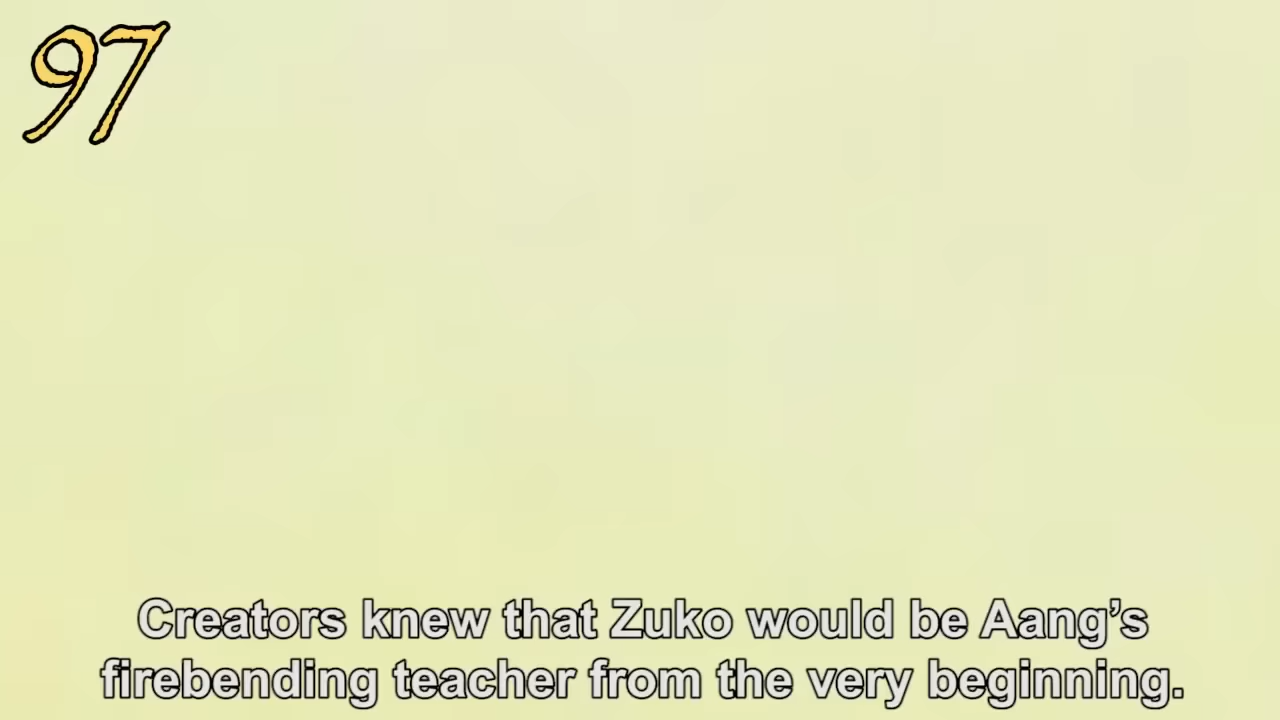 97
Creators knew that Zuko would be Aang’s
firebending teacher from the very beginning.